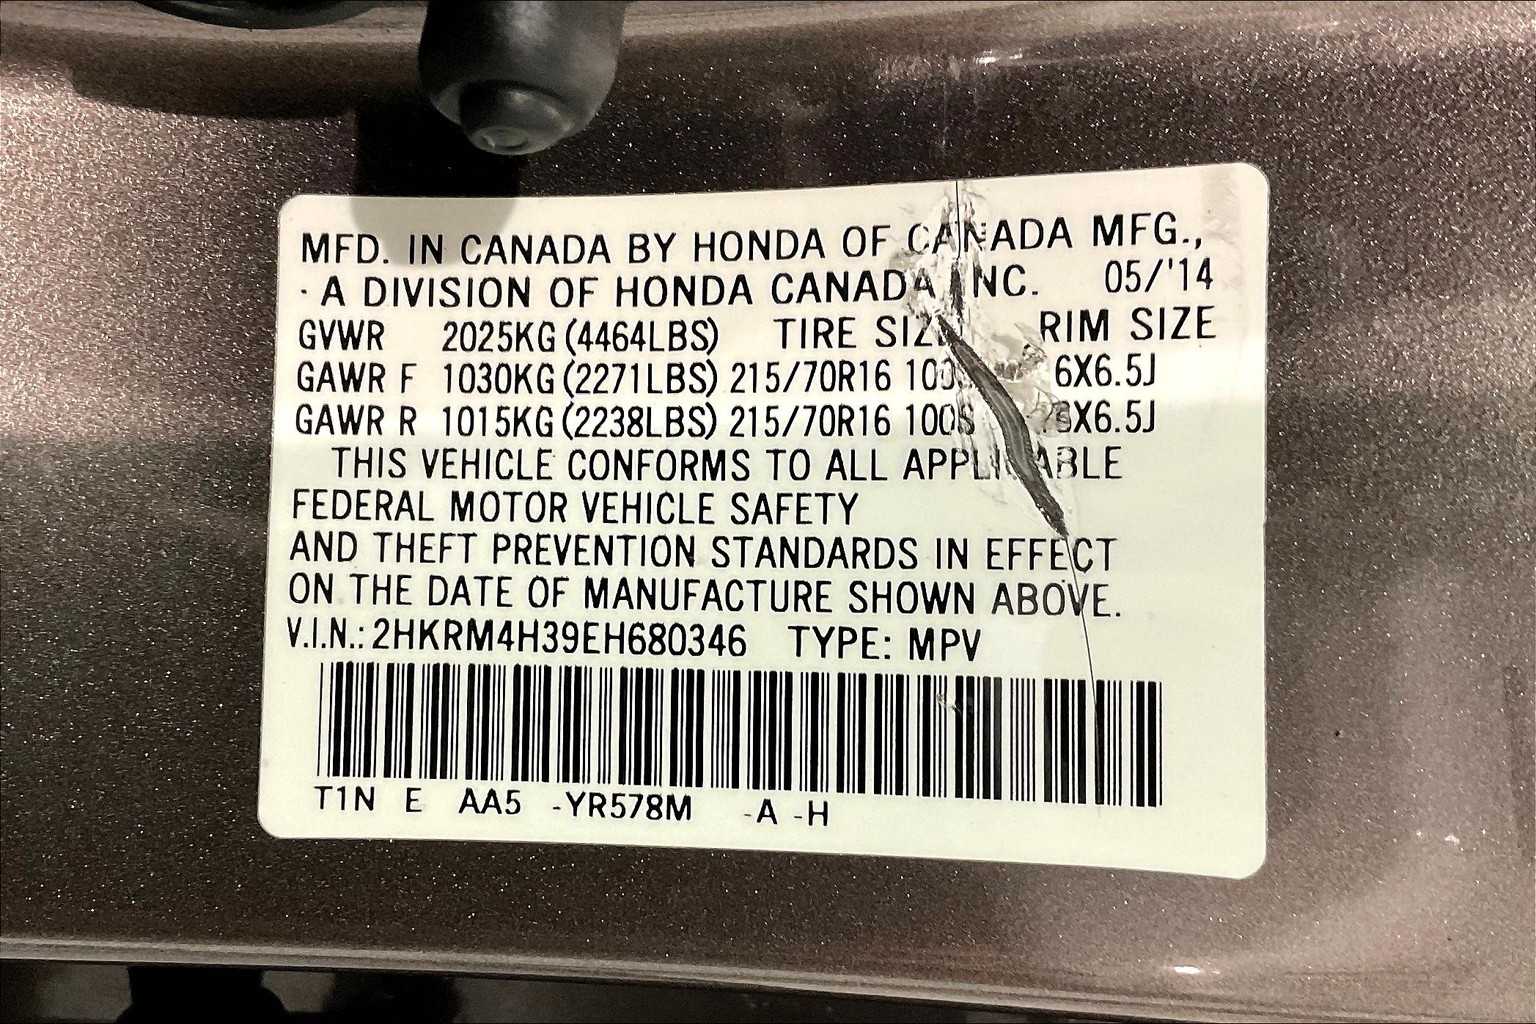 MFD. IN CANADA BY HONDA OF CANADA MFG.,
· A DIVISION OF HONDA CANADA INC. 05/'14
GVWR 2025KG (4464LBS) TIRE SIZE RIM SIZE
GAWR F 1030KG (2271LBS) 215/70R16 100S 6X6.5J
GAWR R 1015KG (2238LBS) 215/70R16 100S 16X6.5J
THIS VEHICLE CONFORMS TO ALL APPLICABLE
FEDERAL MOTOR VEHICLE SAFETY
AND THEFT PREVENTION STANDARDS IN EFFECT
ON THE DATE OF MANUFACTURE SHOWN ABOVE.
V.I.N.: 2HKRM4H39EH680346 TYPE: MPV
T1N E AA5 -YR578M -A -H